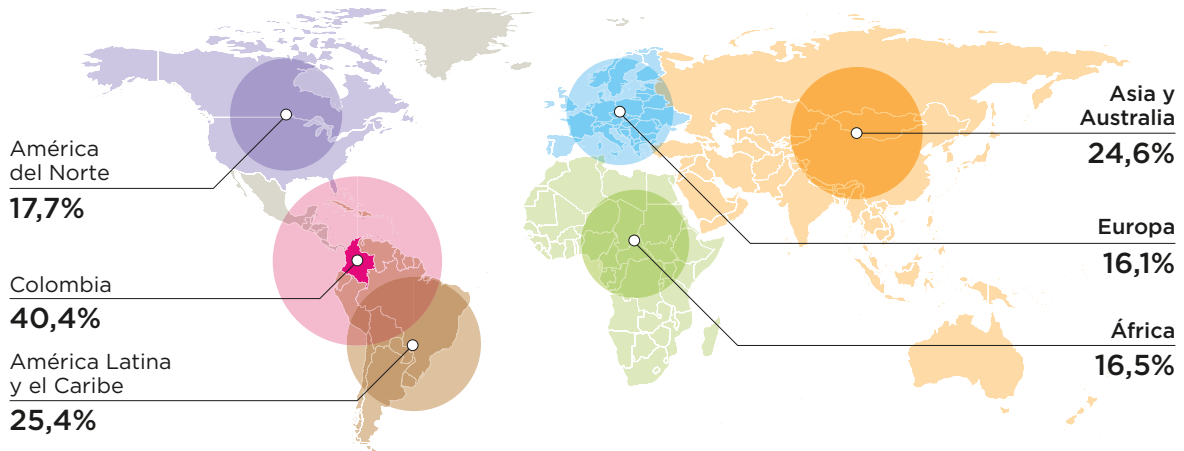 América
del Norte
17,7%
Colombia
40,4%
América Latina
y el Caribe
25,4%
Asia y
Australia
24,6%
Europa
16,1%
África
16,5%